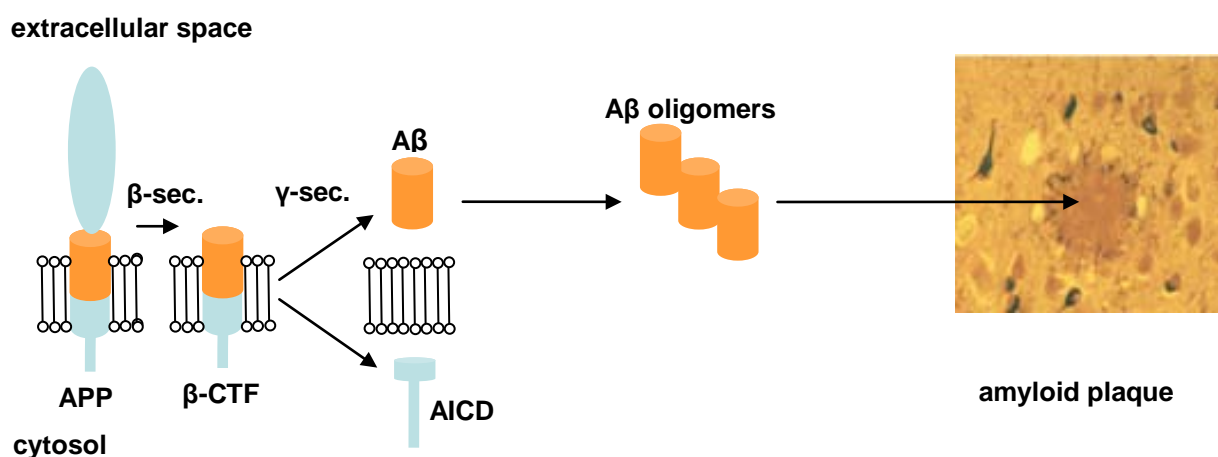 extracellular space
Aβ oligomers
Aβ
β-sec.
γ-sec.
APP
β-CTF
AICD
amyloid plaque
cytosol